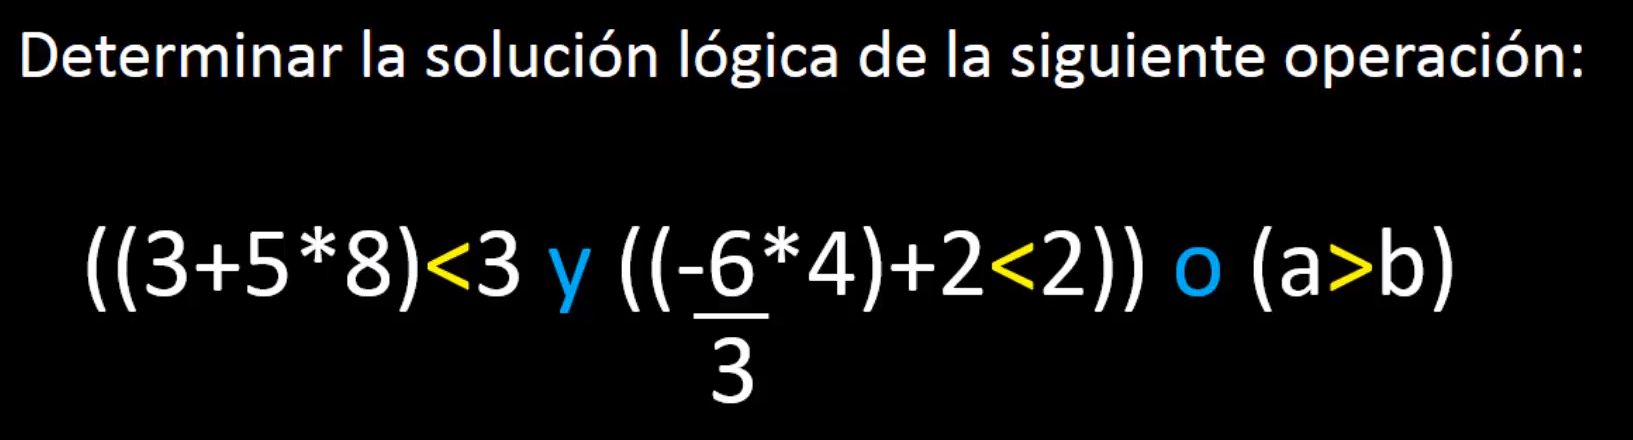 Determinar la solución lógica de la siguiente operación:
((3+5*8)<3 y ((-6*4)+2<2)) o (a>b)
3